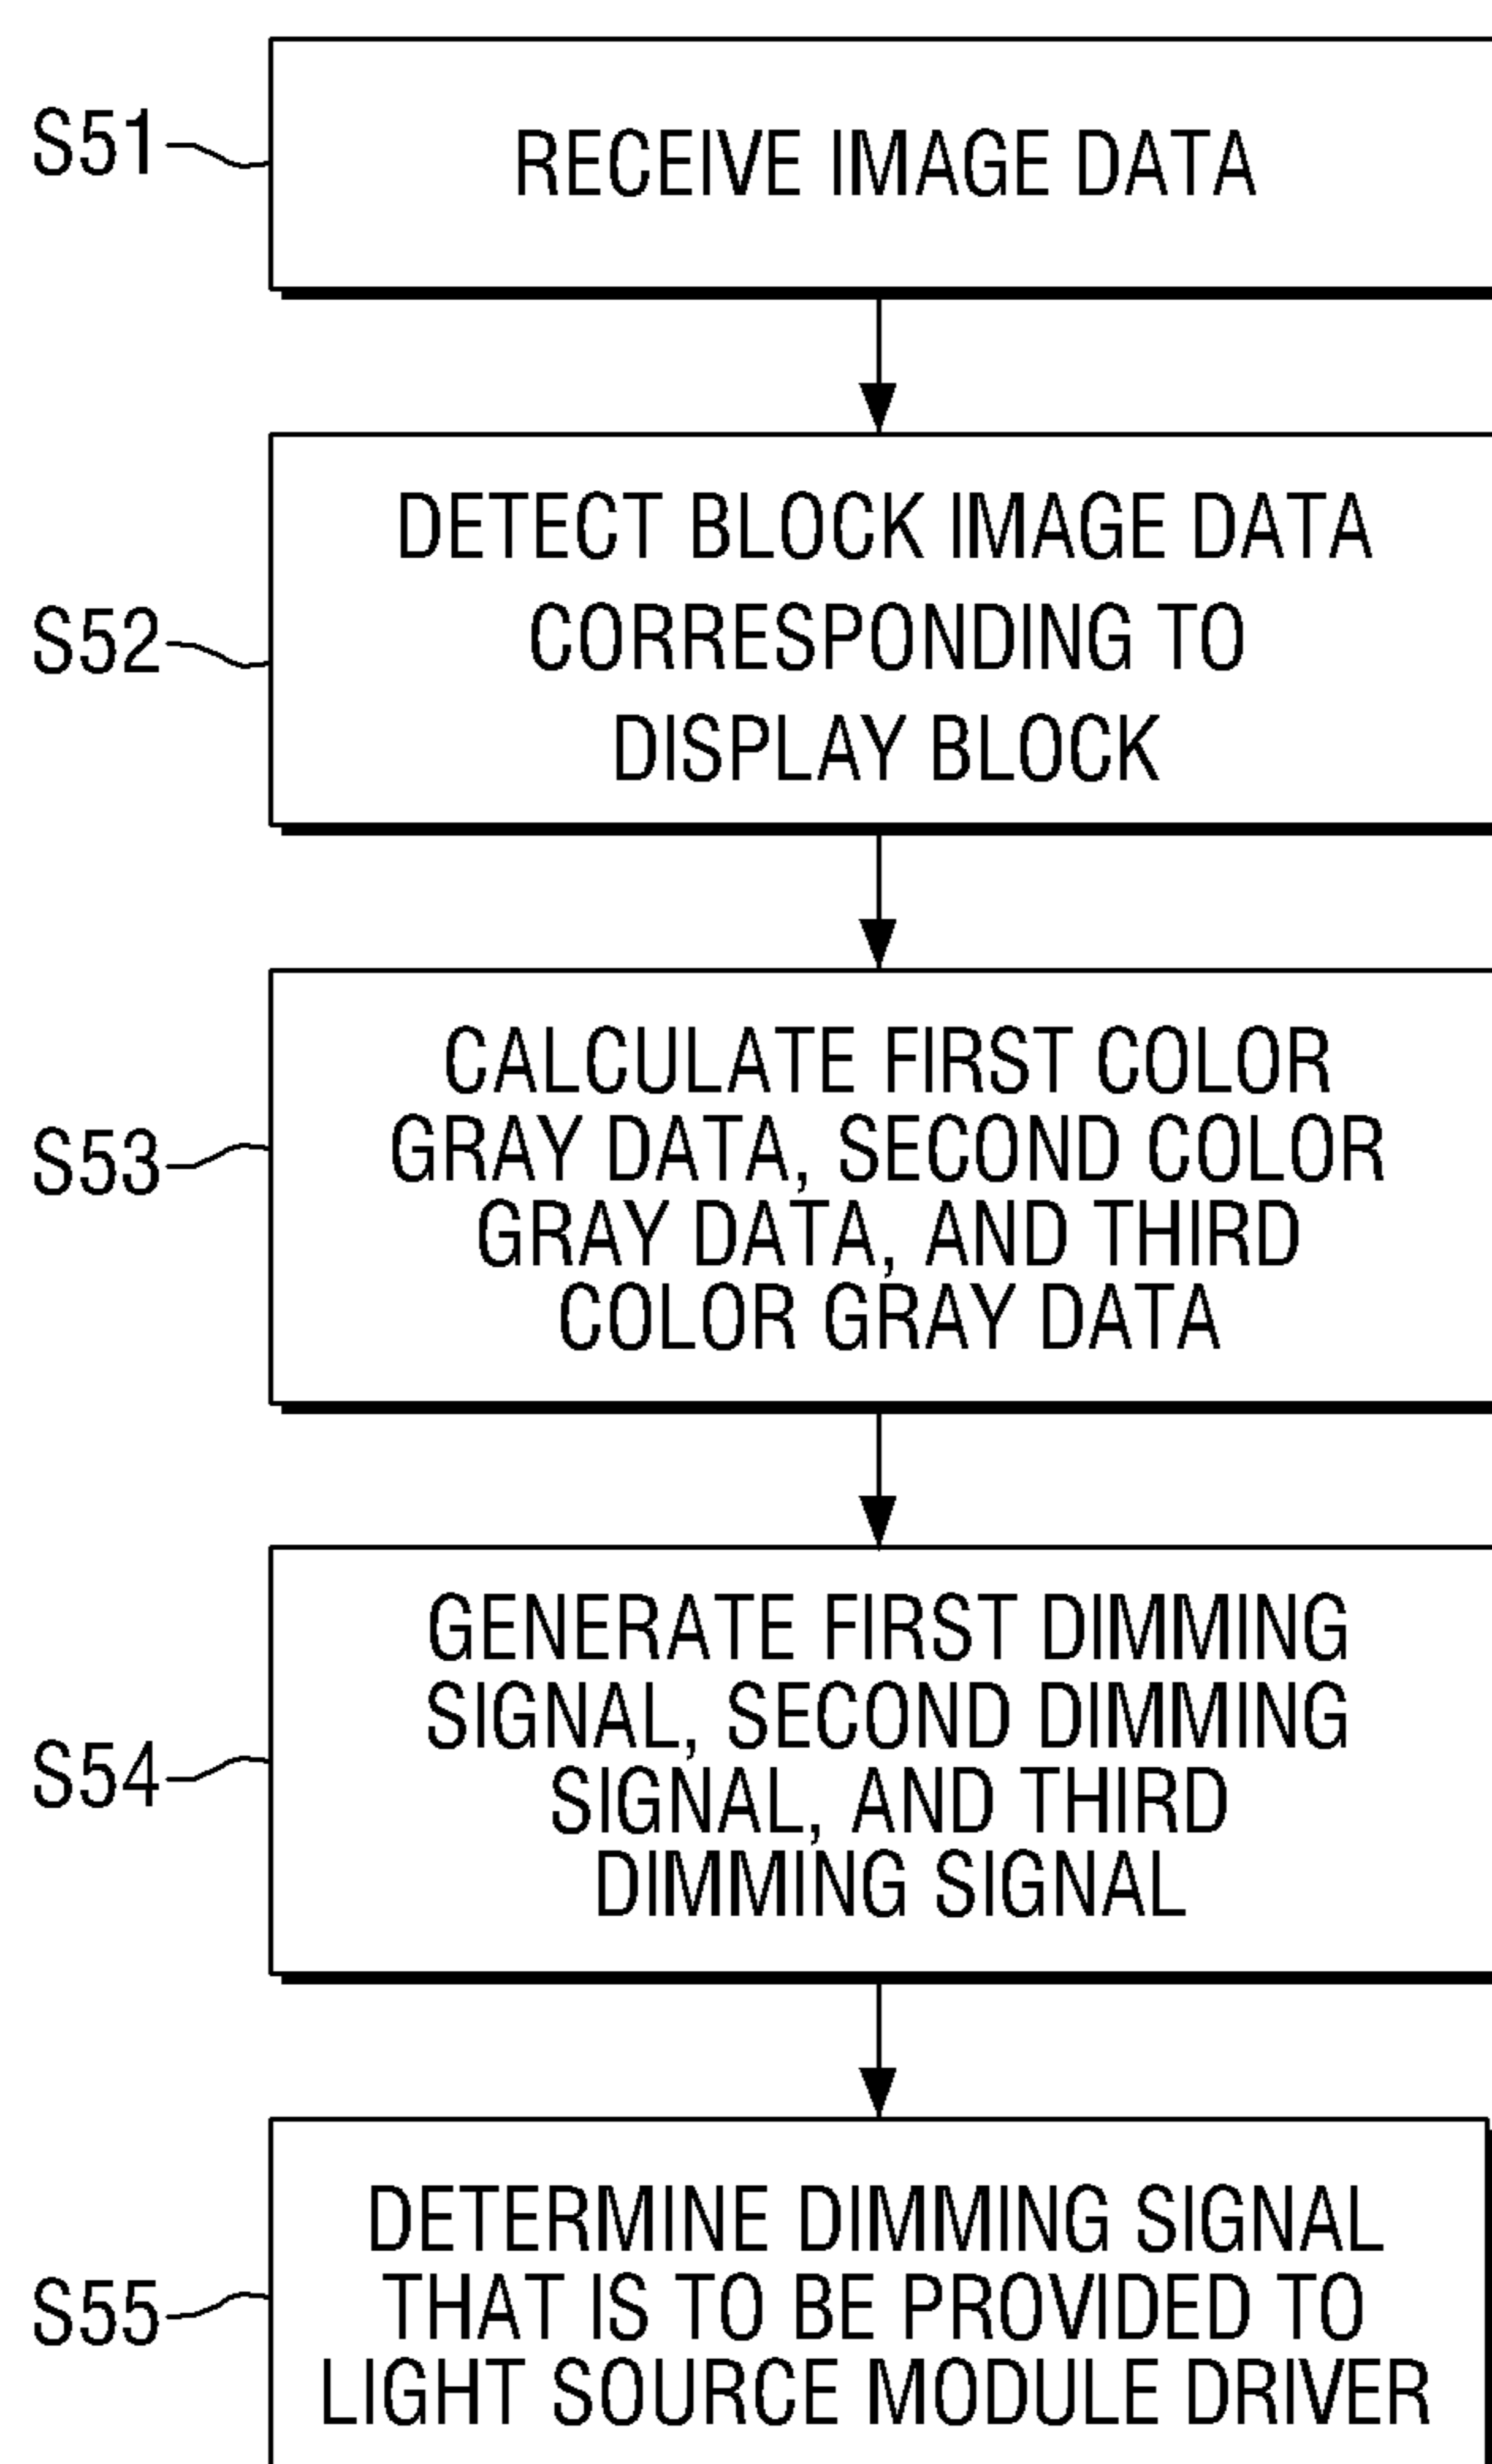 S51
RECEIVE IMAGE DATA
DETECT BLOCK IMAGE DATA
S52
CORRESPONDING TO
DISPLAY BLOCK
CALCULATE FIRST COLOR
S53
GRAY DATA, SECOND COLOR
GRAY DATA, AND THIRD
COLOR GRAY DATA
GENERATE FIRST DIMMING
SIGNAL, SECOND DIMMING
S54
SIGNAL, AND THIRD
DIMMING SIGNAL
DETERMINE DIMMING SIGNAL
S55
THAT IS TO BE PROVIDED TO
LIGHT SOURCE MODULE DRIVER